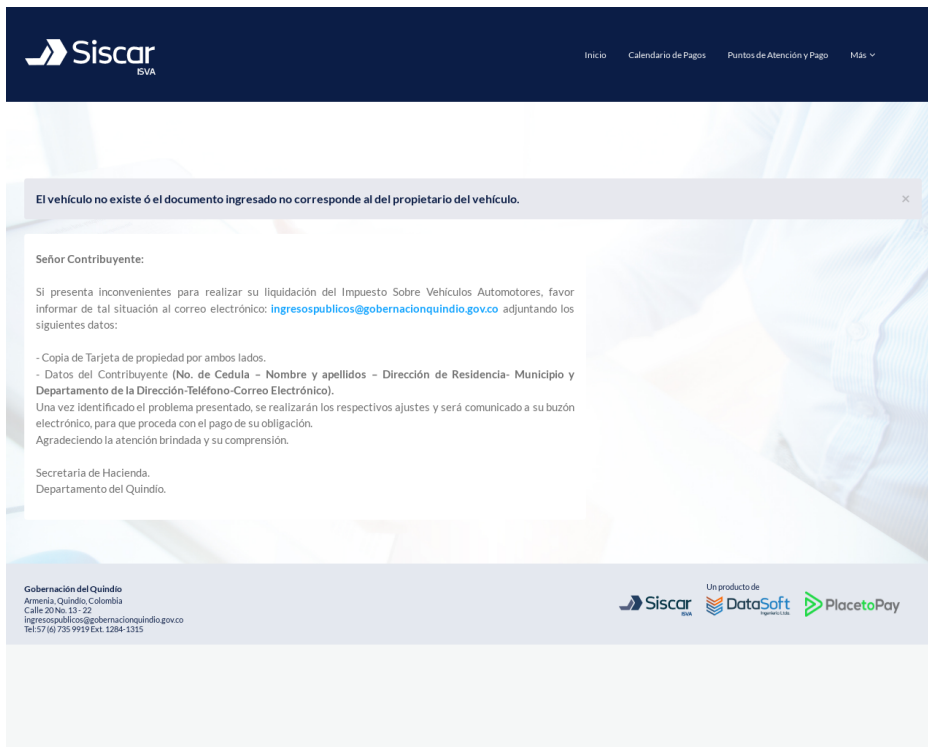 Siscar
ISVA
Inicio
Calendario de Pagos
Puntos de Atención y Pago
Más
El vehículo no existe ó el documento ingresado no corresponde al del propietario del vehículo.
×
Señor Contribuyente:
Si presenta inconvenientes para realizar su liquidación del Impuesto Sobre Vehículos Automotores, favor
informar de tal situación al correo electrónico: ingresospublicos@gobernacionquindio.gov.co adjuntando los
siguientes datos:
- Copia de Tarjeta de propiedad por ambos lados.
- Datos del Contribuyente (No. de Cedula – Nombre y apellidos – Dirección de Residencia- Municipio y
Departamento de la Dirección-Teléfono-Correo Electrónico).
Una vez identificado el problema presentado, se realizarán los respectivos ajustes y será comunicado a su buzón
electrónico, para que proceda con el pago de su obligación.
Agradeciendo la atención brindada y su comprensión.
Secretaria de Hacienda.
Departamento del Quindío.
Gobernación del Quindío
Armenia, Quindío, Colombia
Calle 20 No. 13 - 22
ingresospublicos@gobernacionquindio.gov.co
Tel:57 (6) 735 9919 Ext. 1284-1315
Siscar
ISVA
Un producto de
DataSoft
Ingeniería Ltda.
PlacetoPay